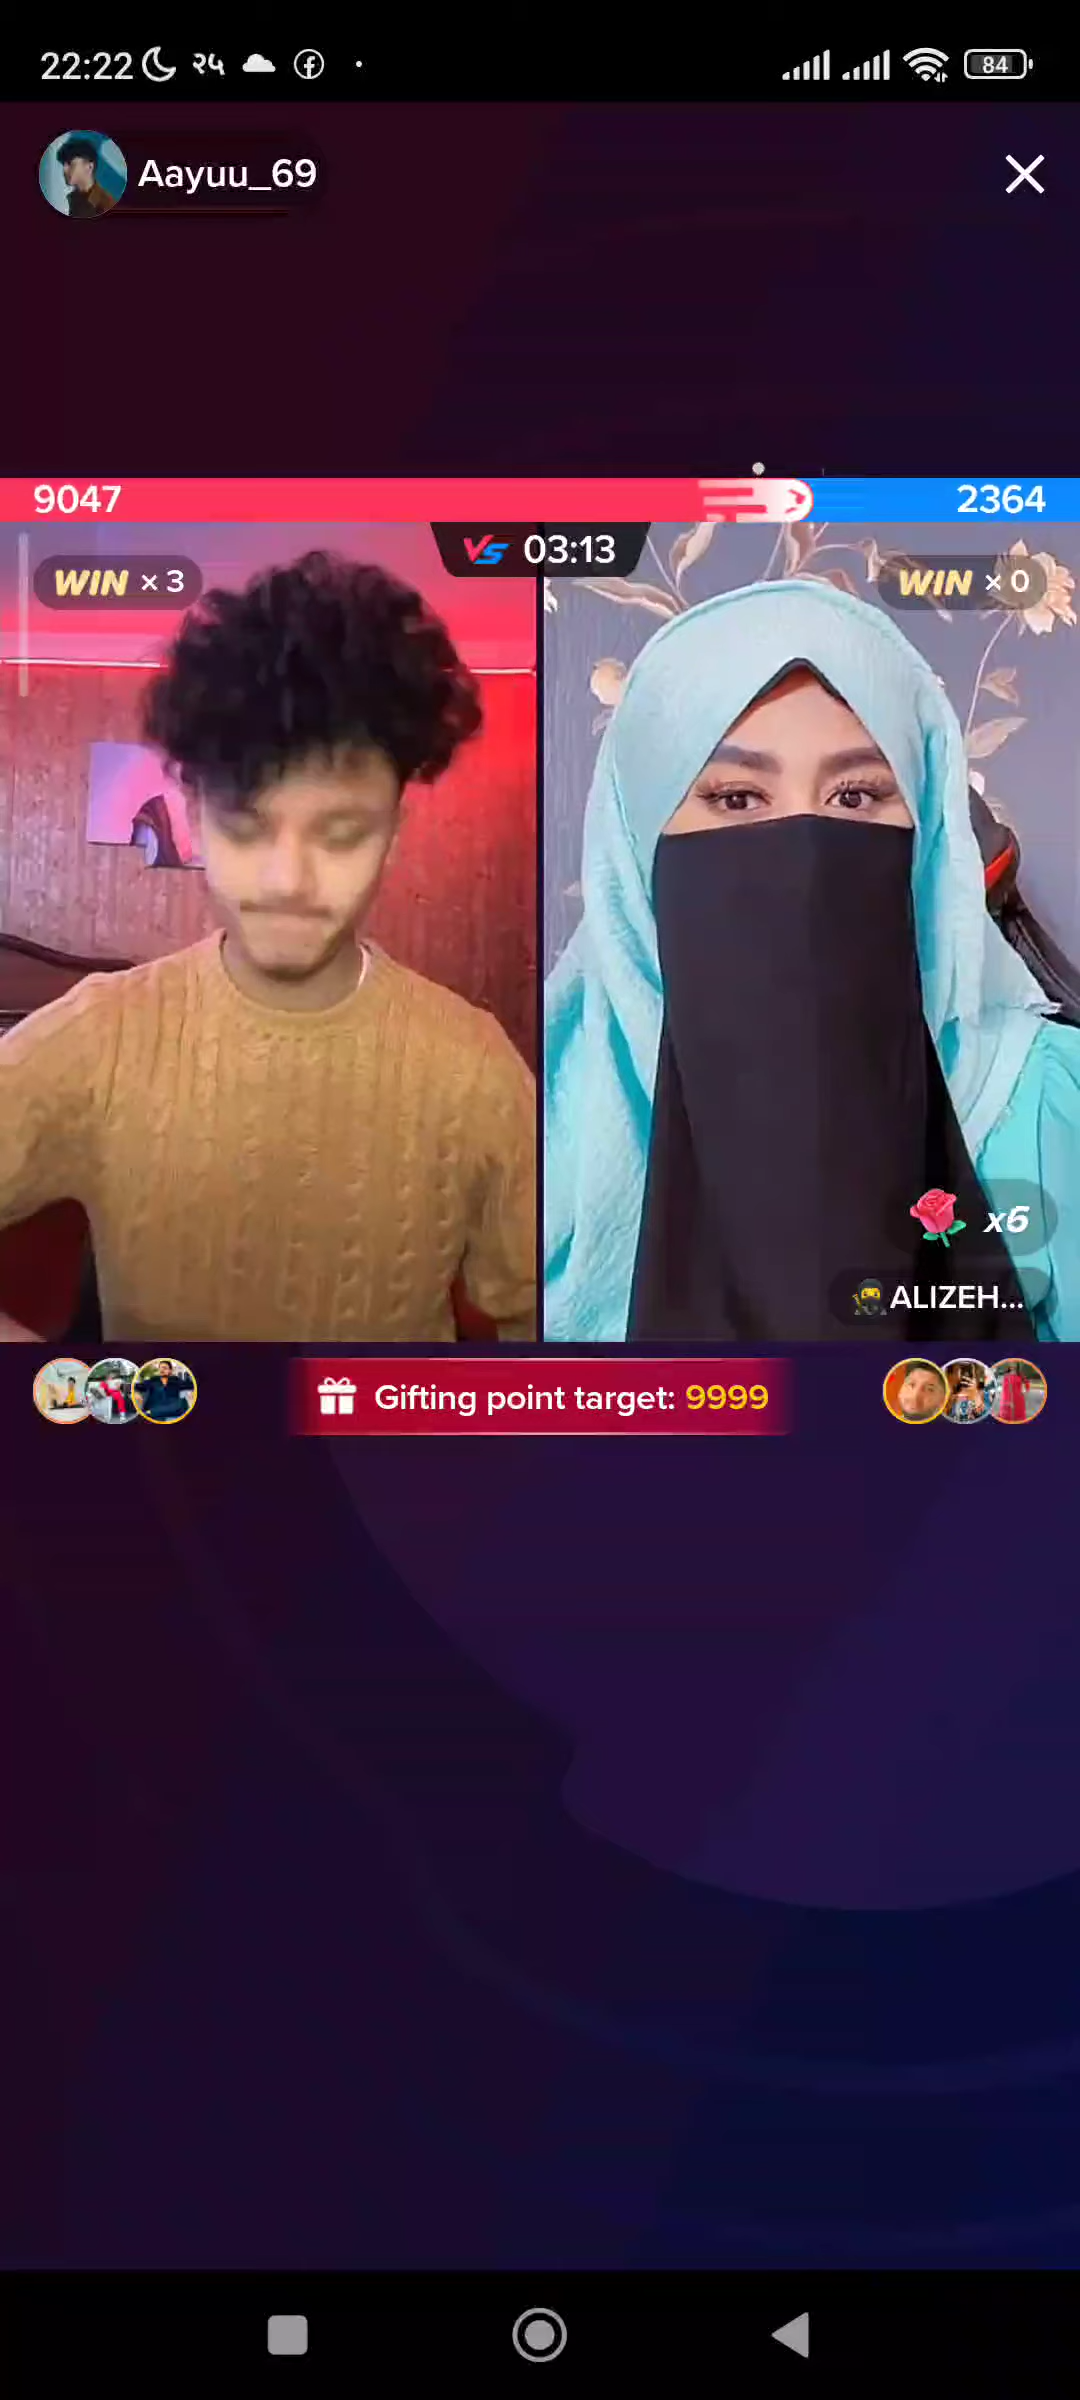 22:22 २५ 84
Aayuu_69
9047 2364
VS 03:13
WIN × 3 WIN × 0
x6
ALIZEH...
Gifting point target: 9999